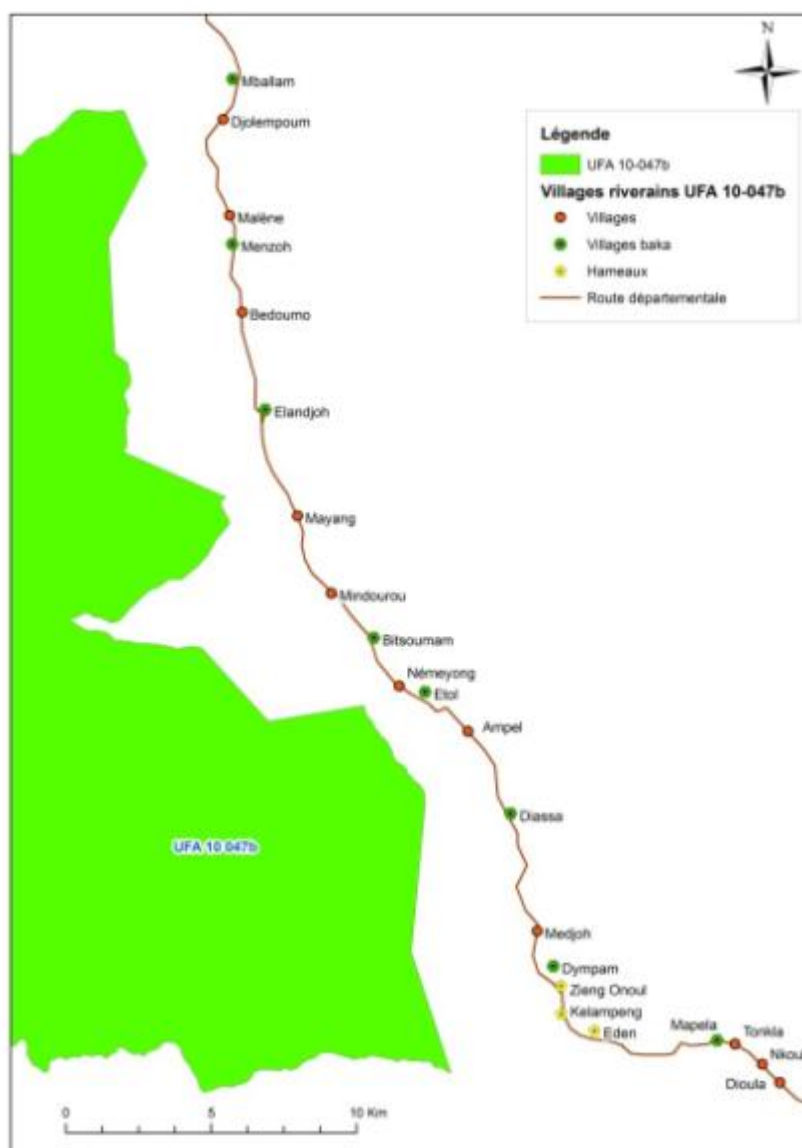 N
Mballam
Djolempoum
Légende
UFA 10-047b
Villages riverains UFA 10-047b
Villages
Villages baka
Hameaux
Route départementale
Malène
Menzoh
Bedoumo
Elandjoh
Mayang
Mindourou
Bitsoumam
Némeyong
Etol
Ampel
Diassa
UFA 10 047b
Medjoh
Dympam
Zieng Onoul
Kelampeng
Eden
Mapela
Tonkla
Nkou
Dioula
0 5 10 Km